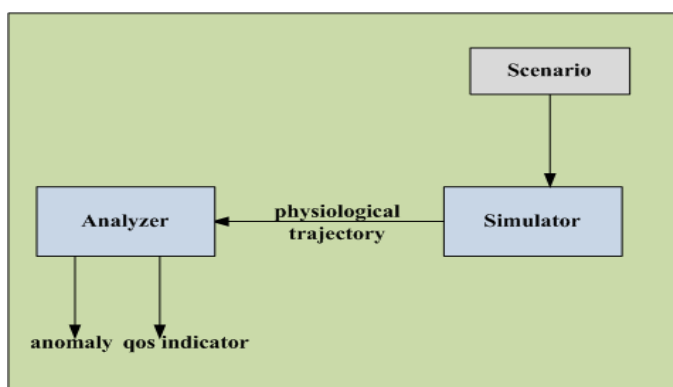 Scenario
Analyzer
physiological
trajectory
Simulator
anomaly qos indicator